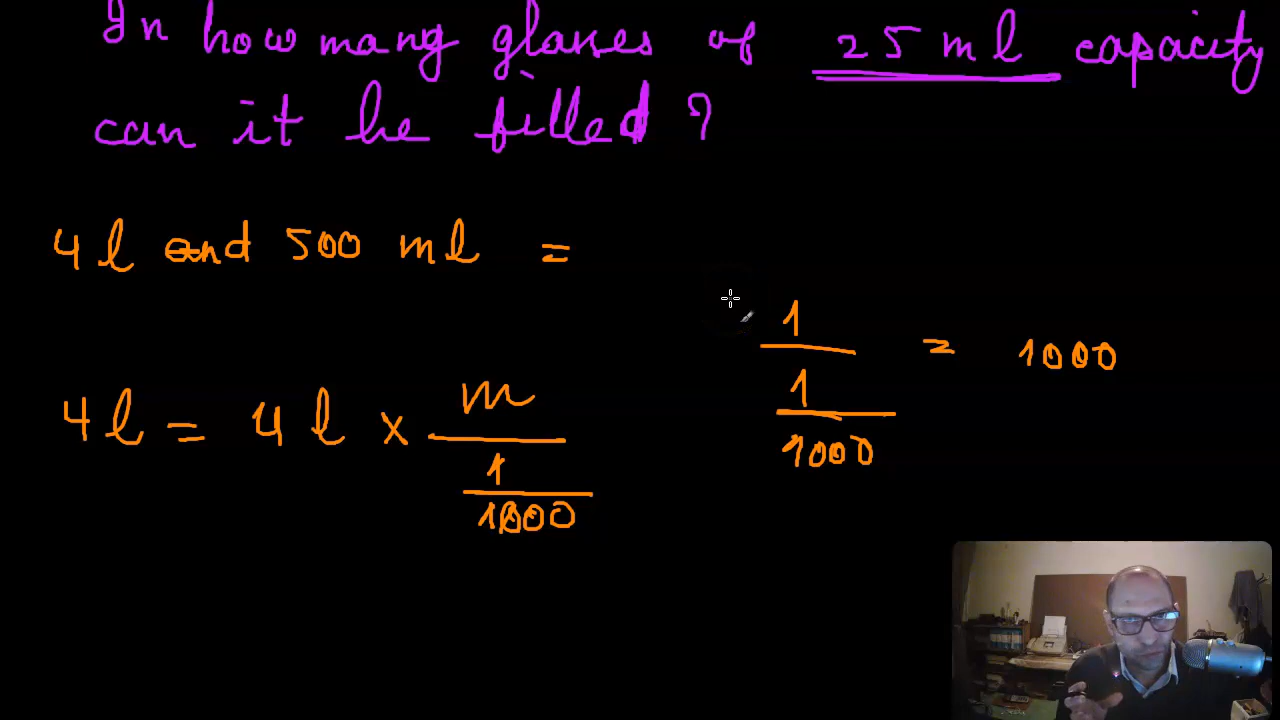 In how many glasses of 25 ml capacity
can it be filled ?
4 l and 500 ml =
1
1
1000
= 1000
4 l = 4 l x
m
1
1000